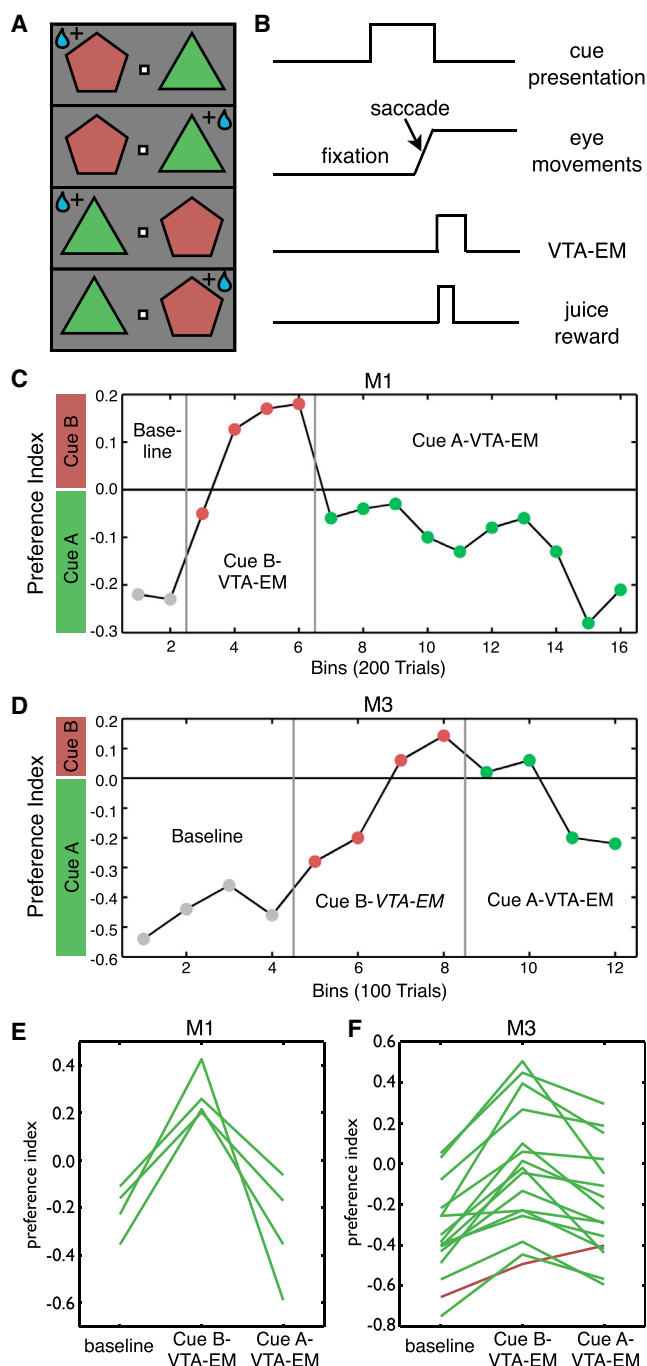 A
B
+
+
+
+
cue
presentation
saccade
fixation
eye
movements
VTA-EM
juice
reward
C
M1
Preference Index
Cue B
Cue A
0.2
0.1
0.0
-0.1
-0.2
-0.3
Base-
line
Cue B-
VTA-EM
Cue A-VTA-EM
2
4
6
8
10
12
14
16
Bins (200 Trials)
D
M3
Preference Index
Cue B
Cue A
0.2
0.1
0.0
-0.1
-0.2
-0.3
-0.4
-0.5
-0.6
Baseline
Cue B-VTA-EM
Cue A-VTA-EM
2
4
6
8
10
12
Bins (100 Trials)
E
M1
preference index
0.4
0.2
0.0
-0.2
-0.4
-0.6
baseline
Cue B-
VTA-EM
Cue A-
VTA-EM
F
M3
preference index
0.6
0.4
0.2
0.0
-0.2
-0.4
-0.6
-0.8
baseline
Cue B-
VTA-EM
Cue A-
VTA-EM